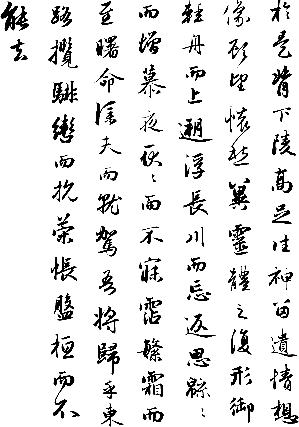 於是背下陵高足往神留遺情想
像顧望懷愁冀靈體之復形御
輕舟而上遡浮長川而忘返思緜〻
而增慕夜耿〻而不寐霑繁霜而
至曙命僕夫而就駕吾將歸乎東
路攬騑轡而抗策悵盤桓而不
能去